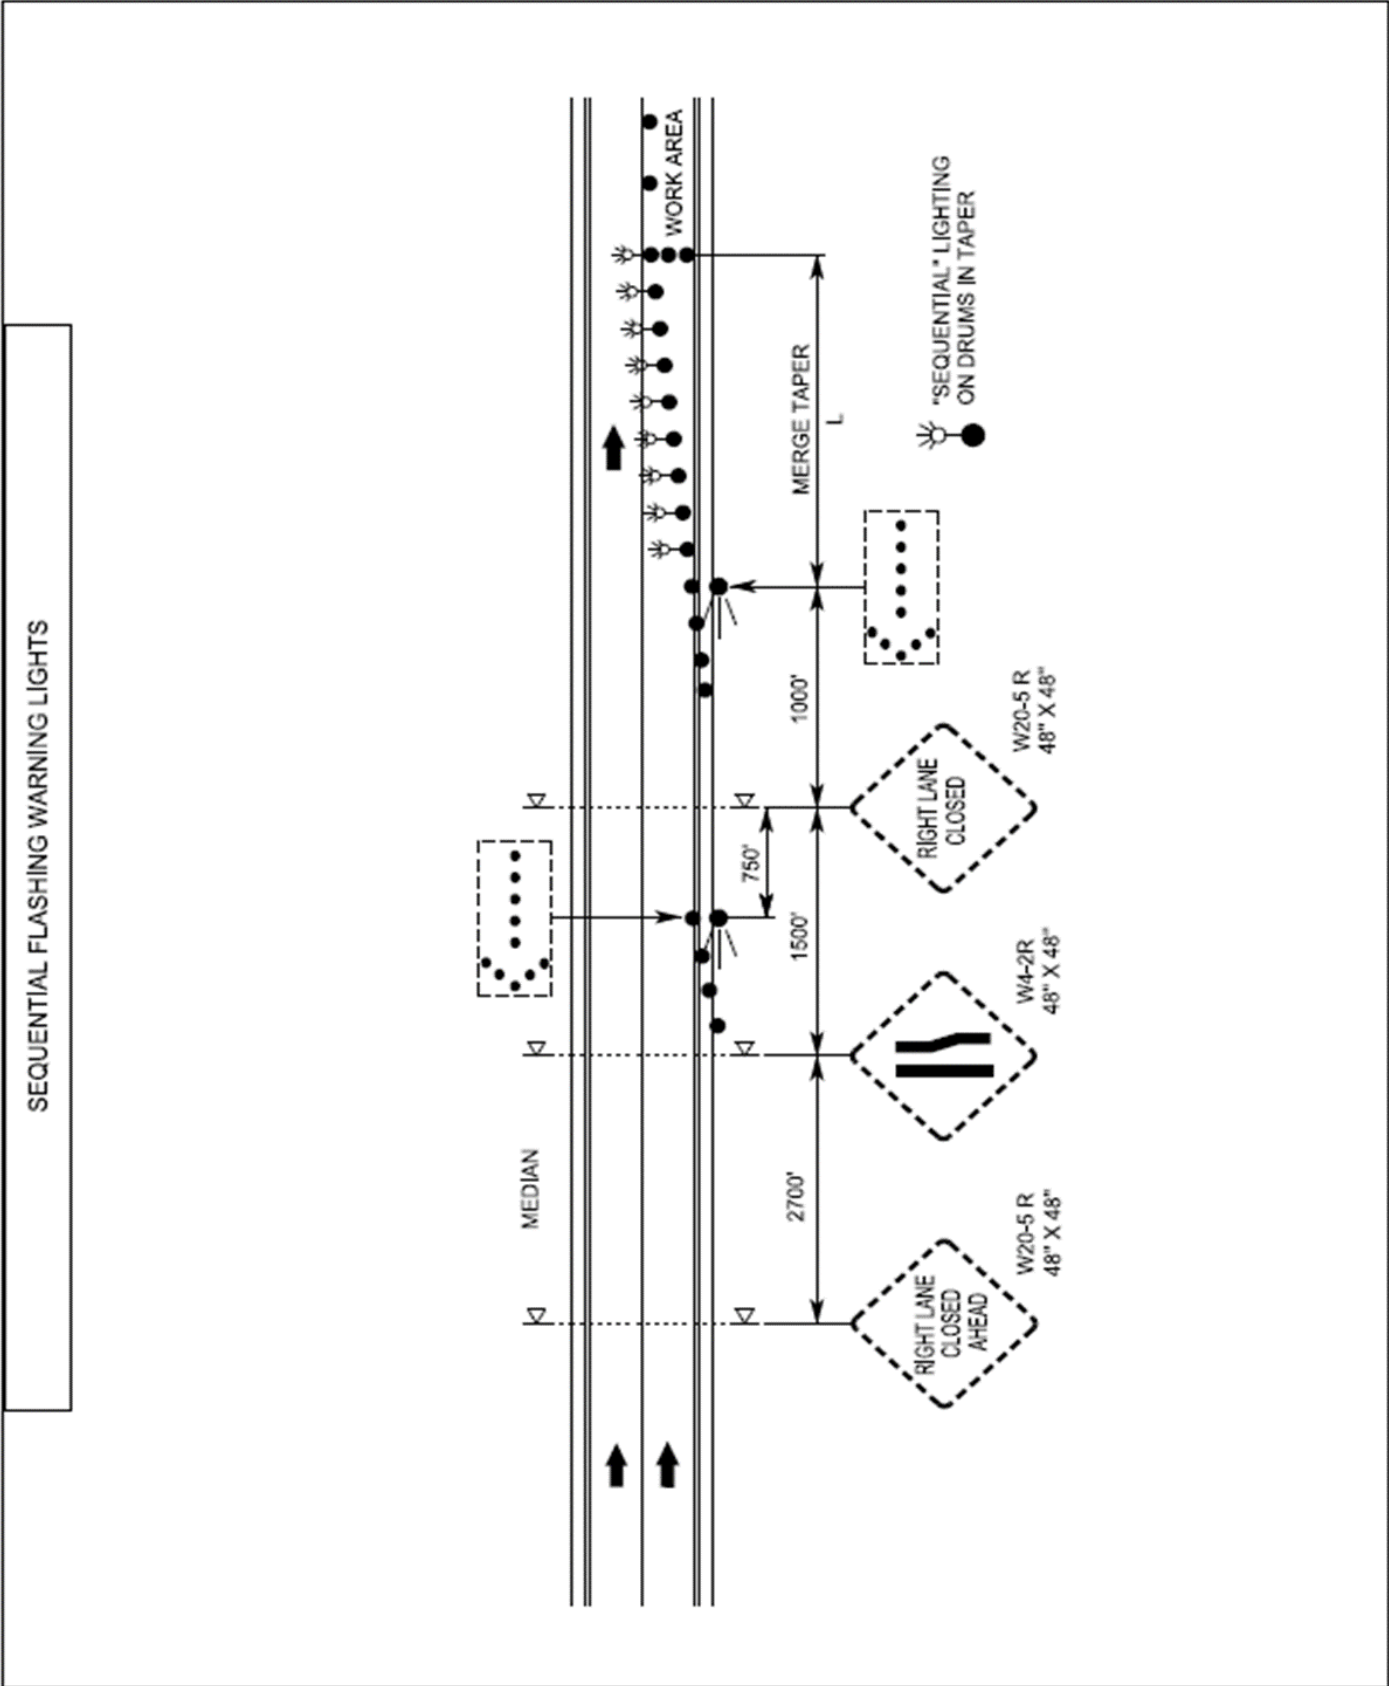 SEQUENTIAL FLASHING WARNING LIGHTS
MEDIAN
WORK AREA
2700'
1500'
750'
1000'
MERGE TAPER
L
RIGHT LANE
CLOSED
AHEAD
W20-5 R
48" X 48"
W4-2R
48" X 48"
RIGHT LANE
CLOSED
W20-5 R
48" X 48"
"SEQUENTIAL" LIGHTING
ON DRUMS IN TAPER